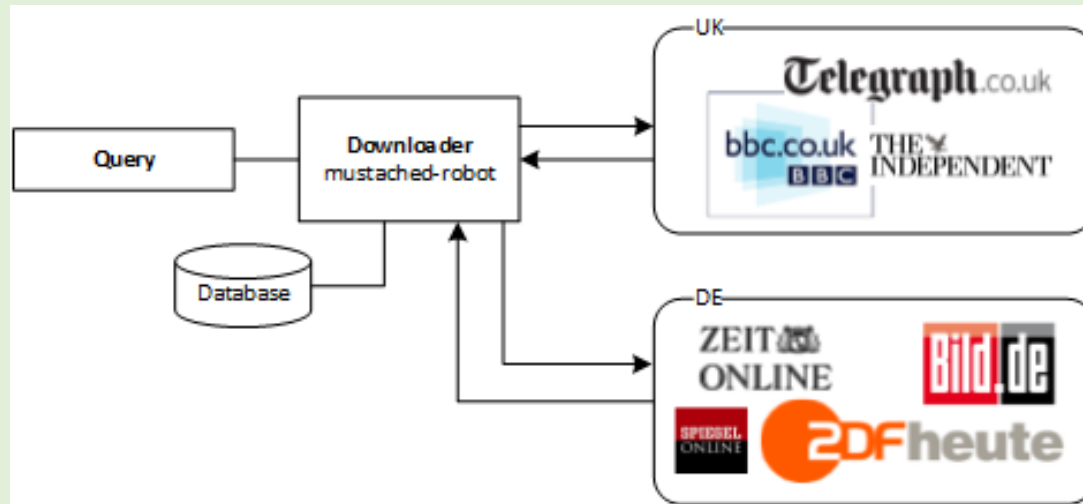 UK
Telegraph.co.uk
bbc.co.uk
BBC
THE
INDEPENDENT
Query
Downloader
mustached-robot
Database
DE
ZEIT
ONLINE
Bild.de
SPIEGEL
ONLINE
ZDFheute